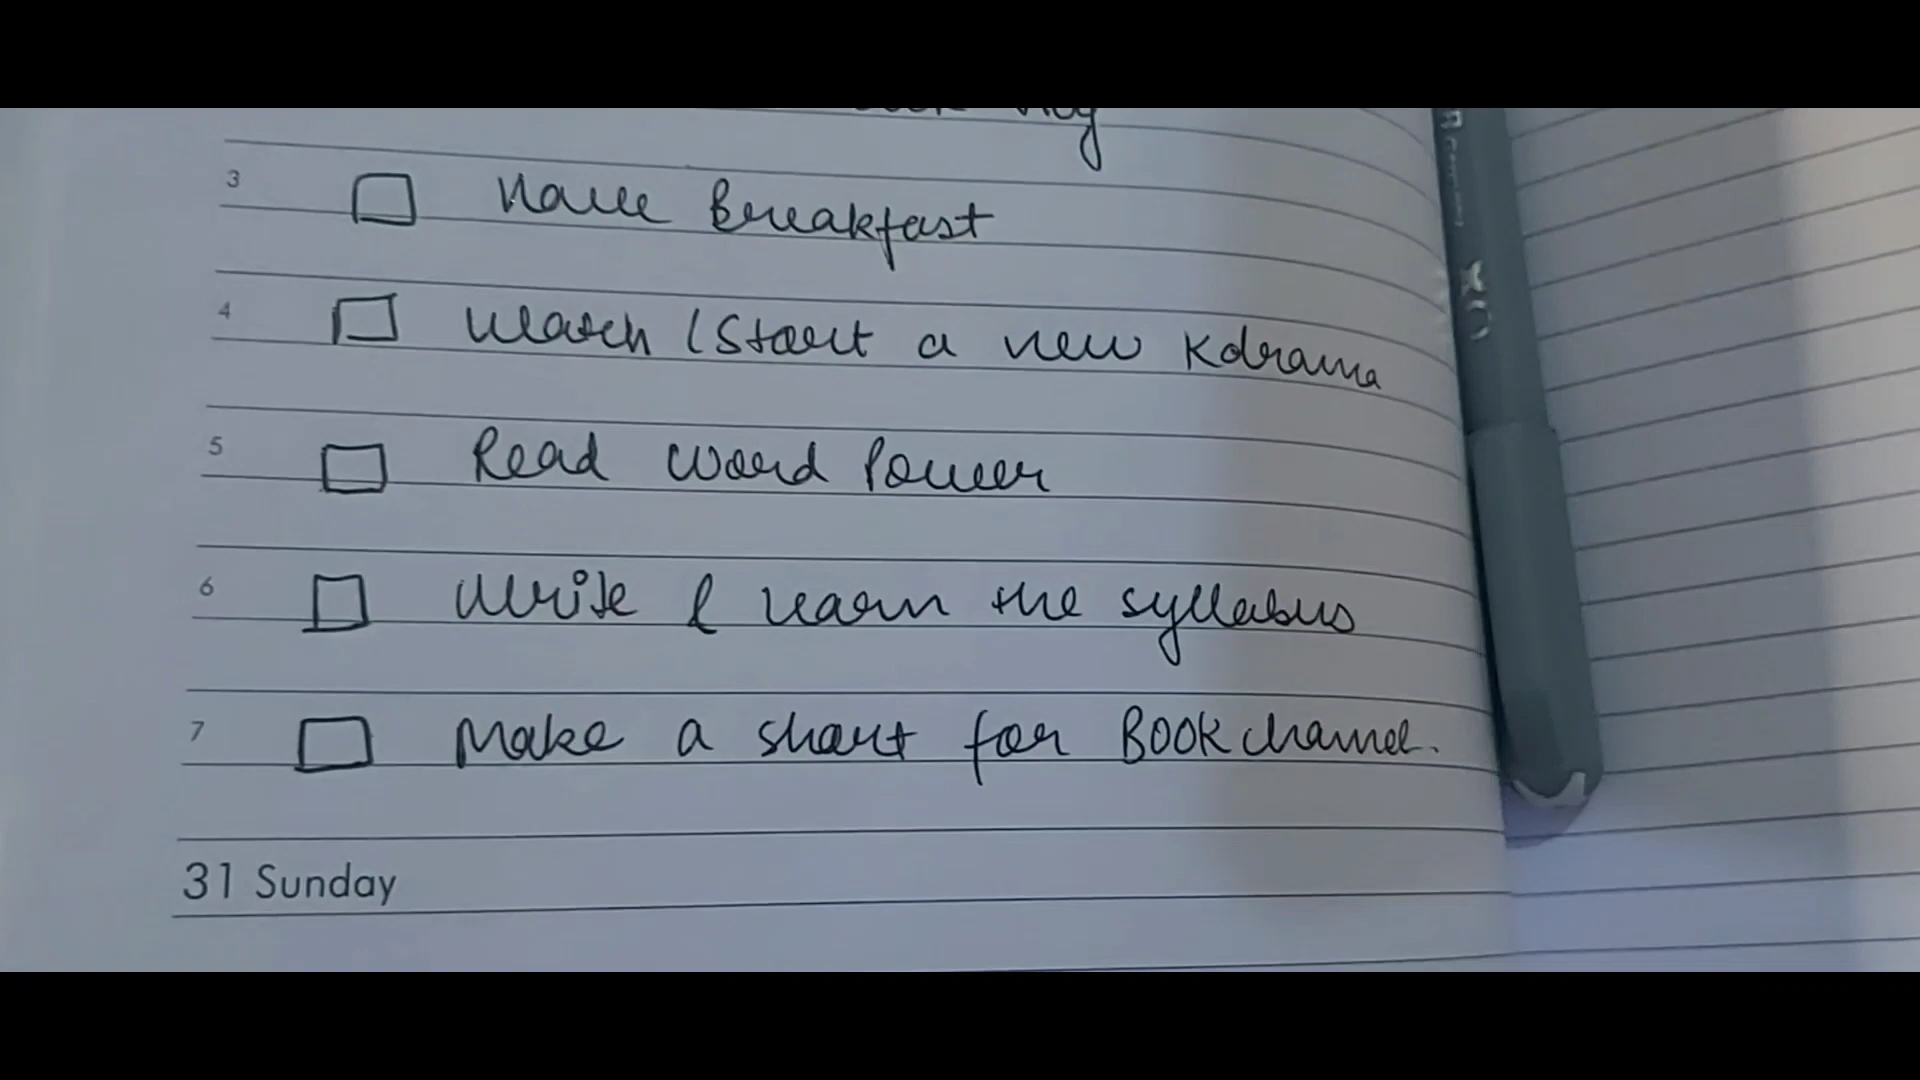 3 Have Breakfast
4 Watch / Start a new Kdrama
5 Read Word Power
6 Write & learn the syllabus
7 Make a short for Book channel.
31 Sunday